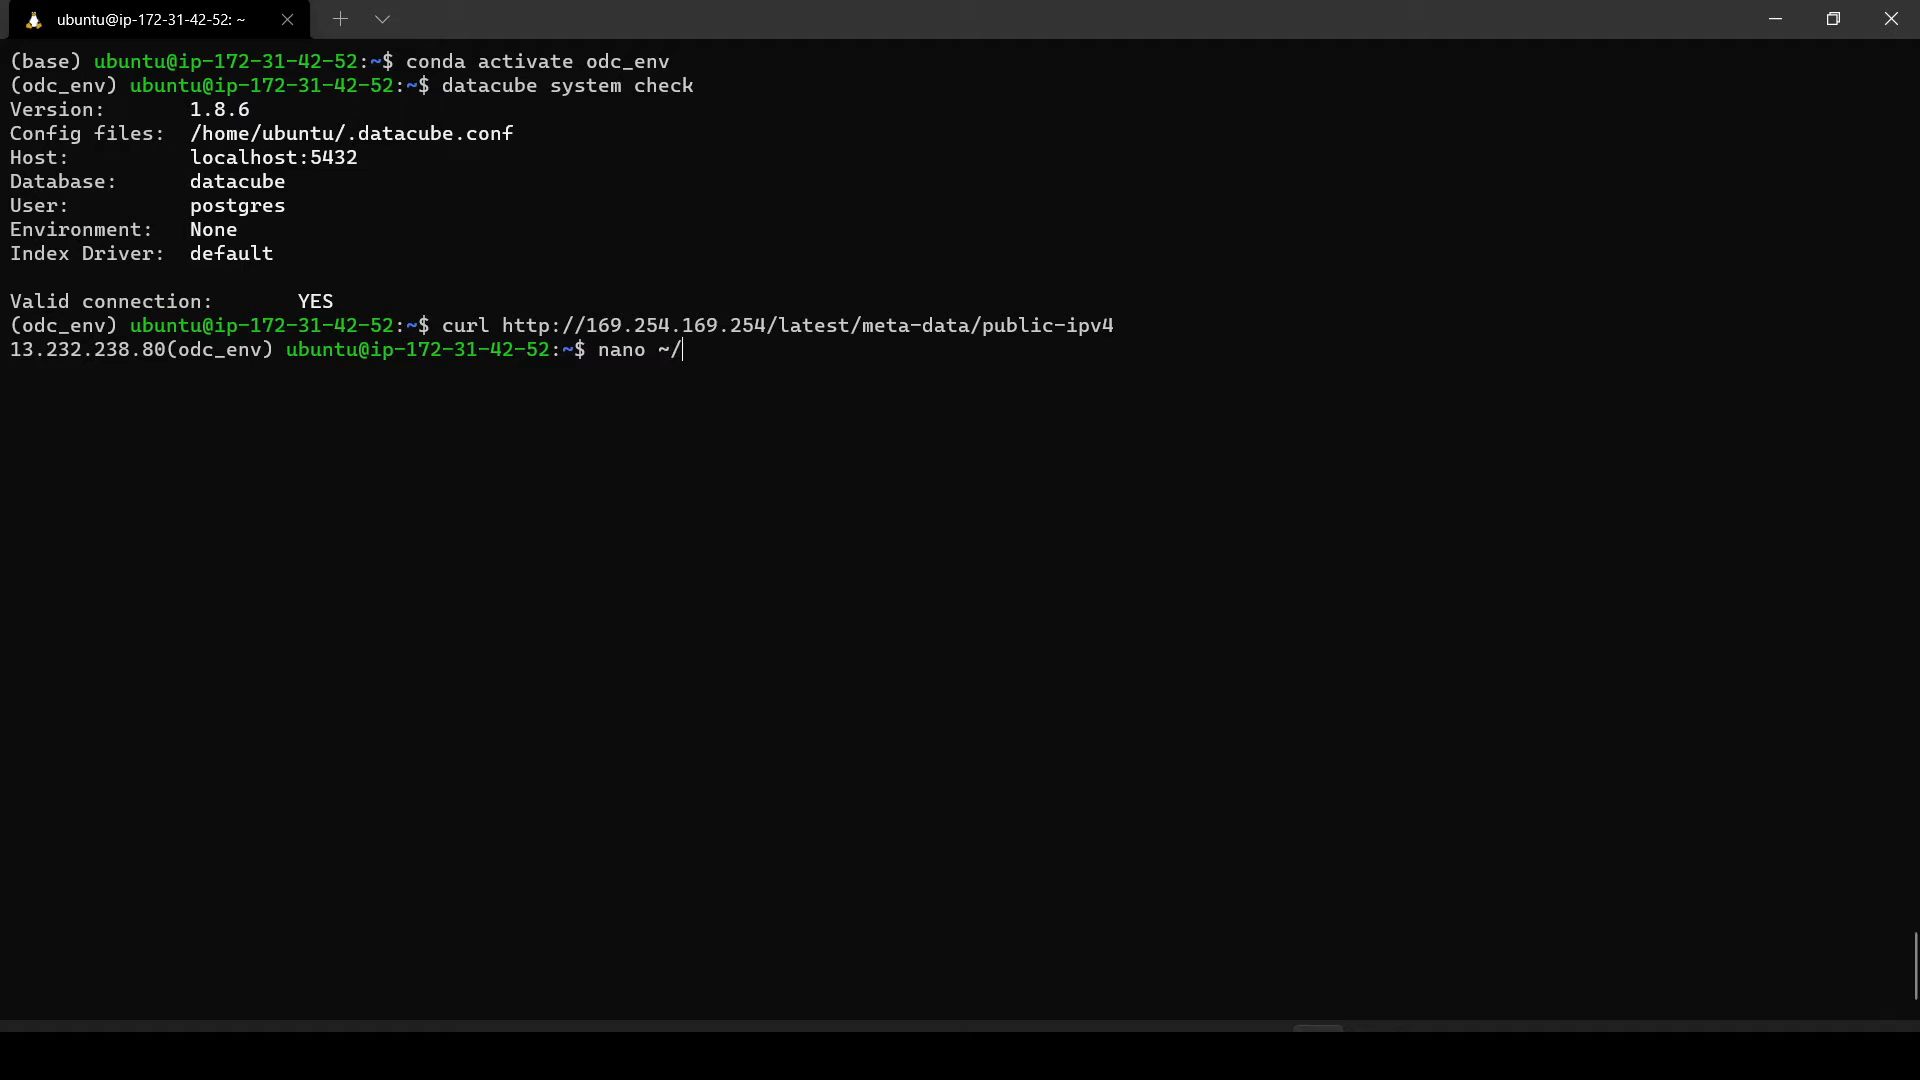 ubuntu@ip-172-31-42-52: ~
(base) ubuntu@ip-172-31-42-52:~$ conda activate odc_env
(odc_env) ubuntu@ip-172-31-42-52:~$ datacube system check
Version: 1.8.6
Config files: /home/ubuntu/.datacube.conf
Host: localhost:5432
Database: datacube
User: postgres
Environment: None
Index Driver: default
Valid connection: YES
(odc_env) ubuntu@ip-172-31-42-52:~$ curl http://169.254.169.254/latest/meta-data/public-ipv4
13.232.238.80(odc_env) ubuntu@ip-172-31-42-52:~$ nano ~/